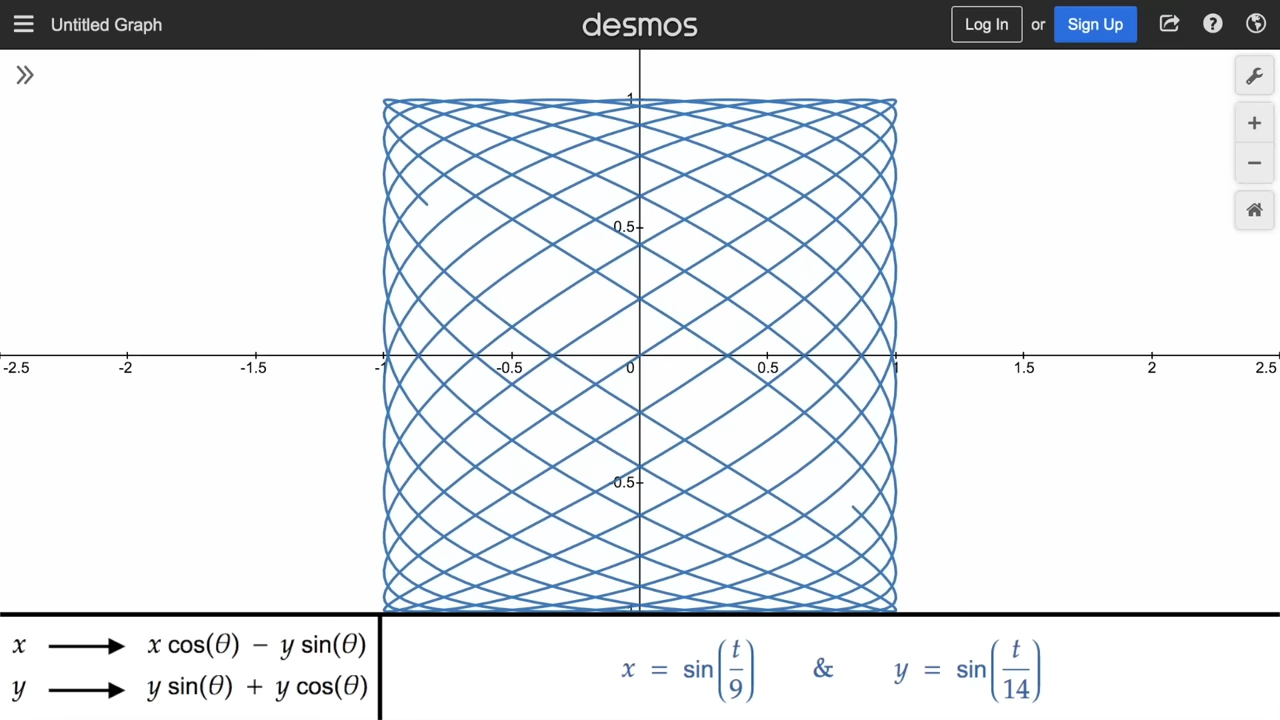 Untitled Graph desmos Log In or Sign Up
1
0.5
-2.5 -2 -1.5 -1 -0.5 0 0.5 1 1.5 2 2.5
-0.5
x ⟶ x cos(θ) − y sin(θ)
y ⟶ y sin(θ) + y cos(θ)
x = sin(t/9) & y = sin(t/14)